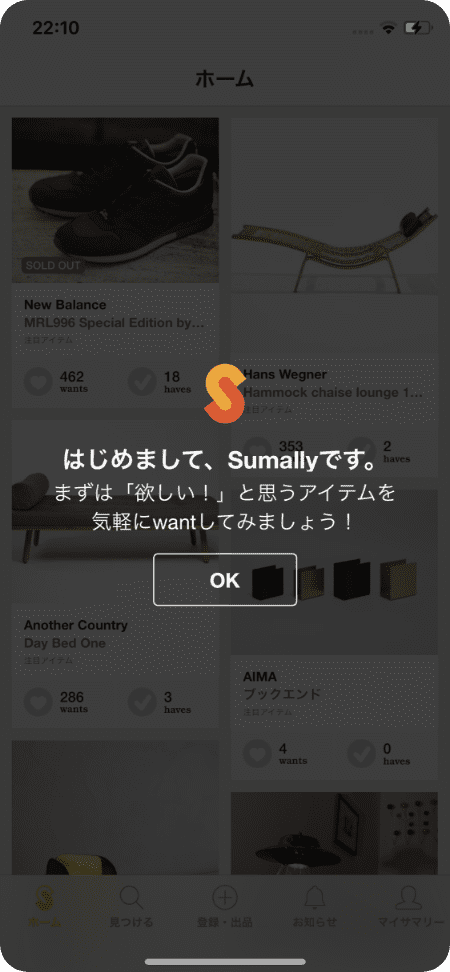 22:10
ホーム
SOLD OUT
New Balance
MRL996 Special Edition by...
注目アイテム
462
wants
18
haves
Hans Wegner
Hammock chaise lounge 1...
注目アイテム
353
2
haves
はじめまして、Sumallyです。
まずは「欲しい！」と思うアイテムを
気軽にwantしてみましょう！
OK
Another Country
Day Bed One
注目アイテム
286
wants
3
haves
AIMA
ブックエンド
注目アイテム
4
wants
0
haves
ホーム
見つける
登録・出品
お知らせ
マイサマリー